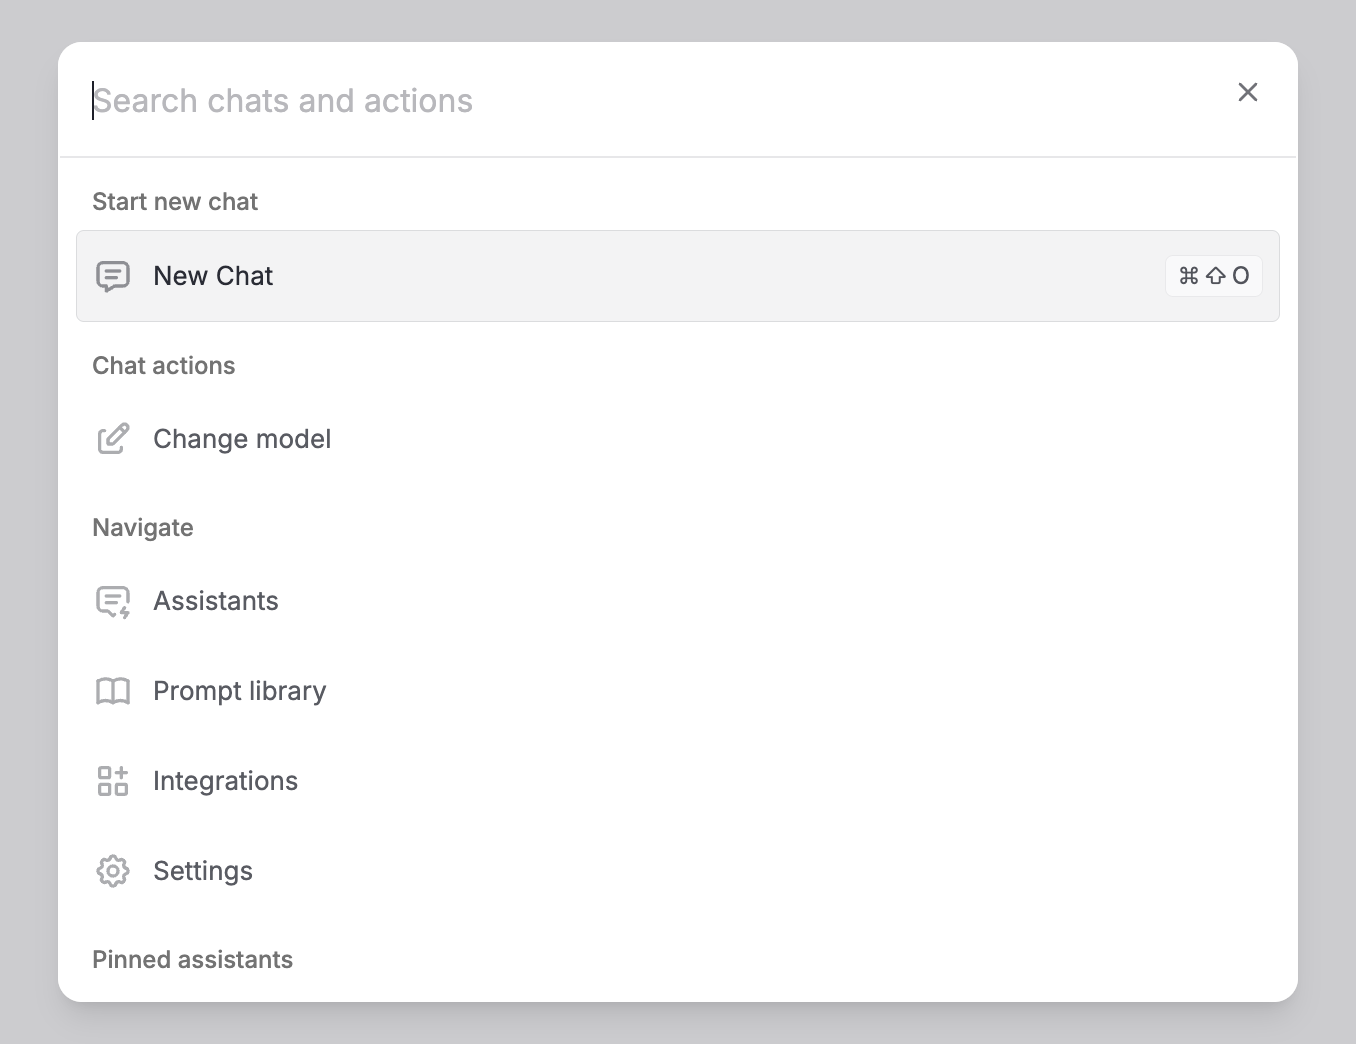 Search chats and actions
Start new chat
New Chat
⌘ ⇧ O
Chat actions
Change model
Navigate
Assistants
Prompt library
Integrations
Settings
Pinned assistants